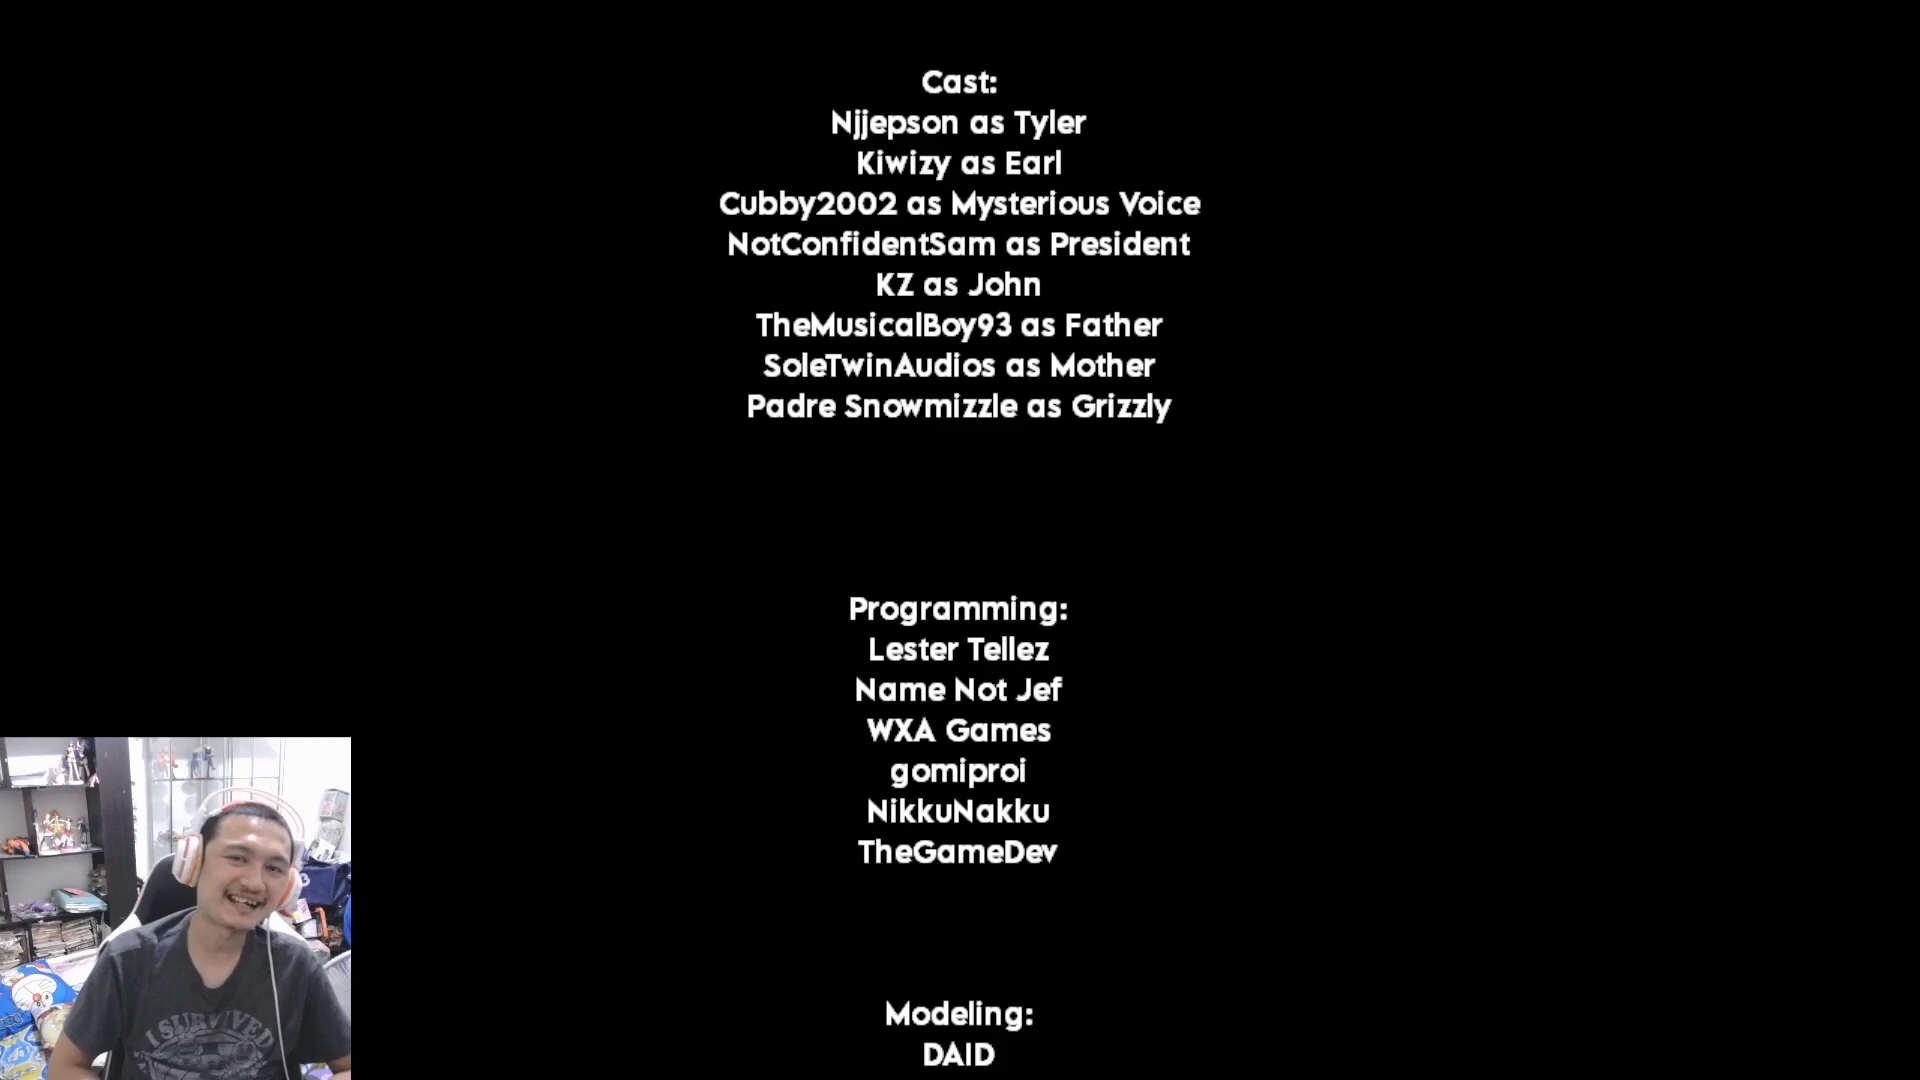 Cast:
Njjepson as Tyler
Kiwizy as Earl
Cubby2002 as Mysterious Voice
NotConfidentSam as President
KZ as John
TheMusicalBoy93 as Father
SoleTwinAudios as Mother
Padre Snowmizzle as Grizzly
Programming:
Lester Tellez
Name Not Jef
WXA Games
gomiproi
NikkuNakku
TheGameDev
Modeling:
DAID
I SURVIVED